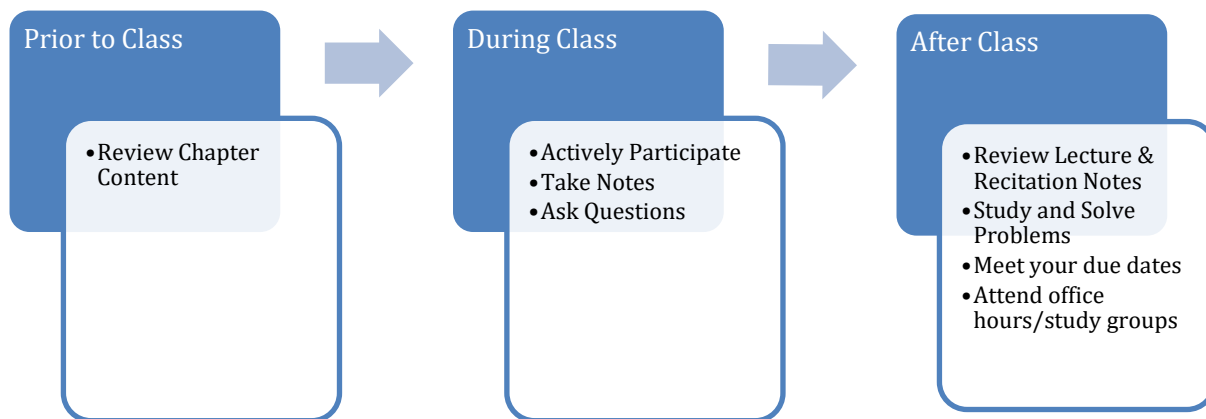 Prior to Class
•Review Chapter
Content
During Class
•Actively Participate
•Take Notes
•Ask Questions
After Class
•Review Lecture &
Recitation Notes
•Study and Solve
Problems
•Meet your due dates
•Attend office
hours/study groups